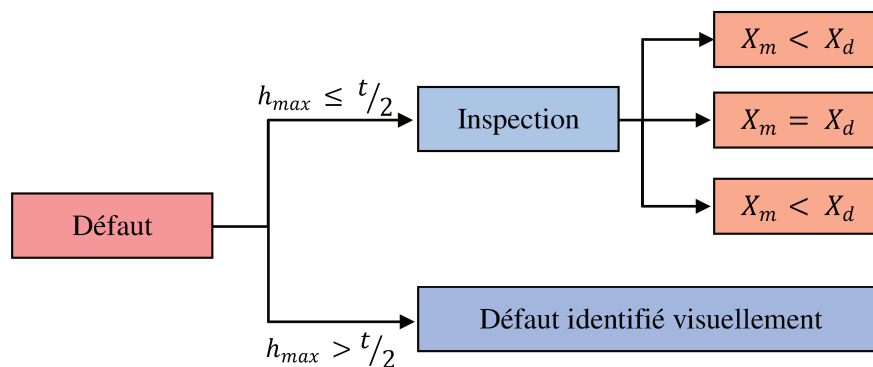 X_m < X_d
h_max ≤ t/2
Inspection
X_m = X_d
X_m < X_d
Défaut
Défaut identifié visuellement
h_max > t/2